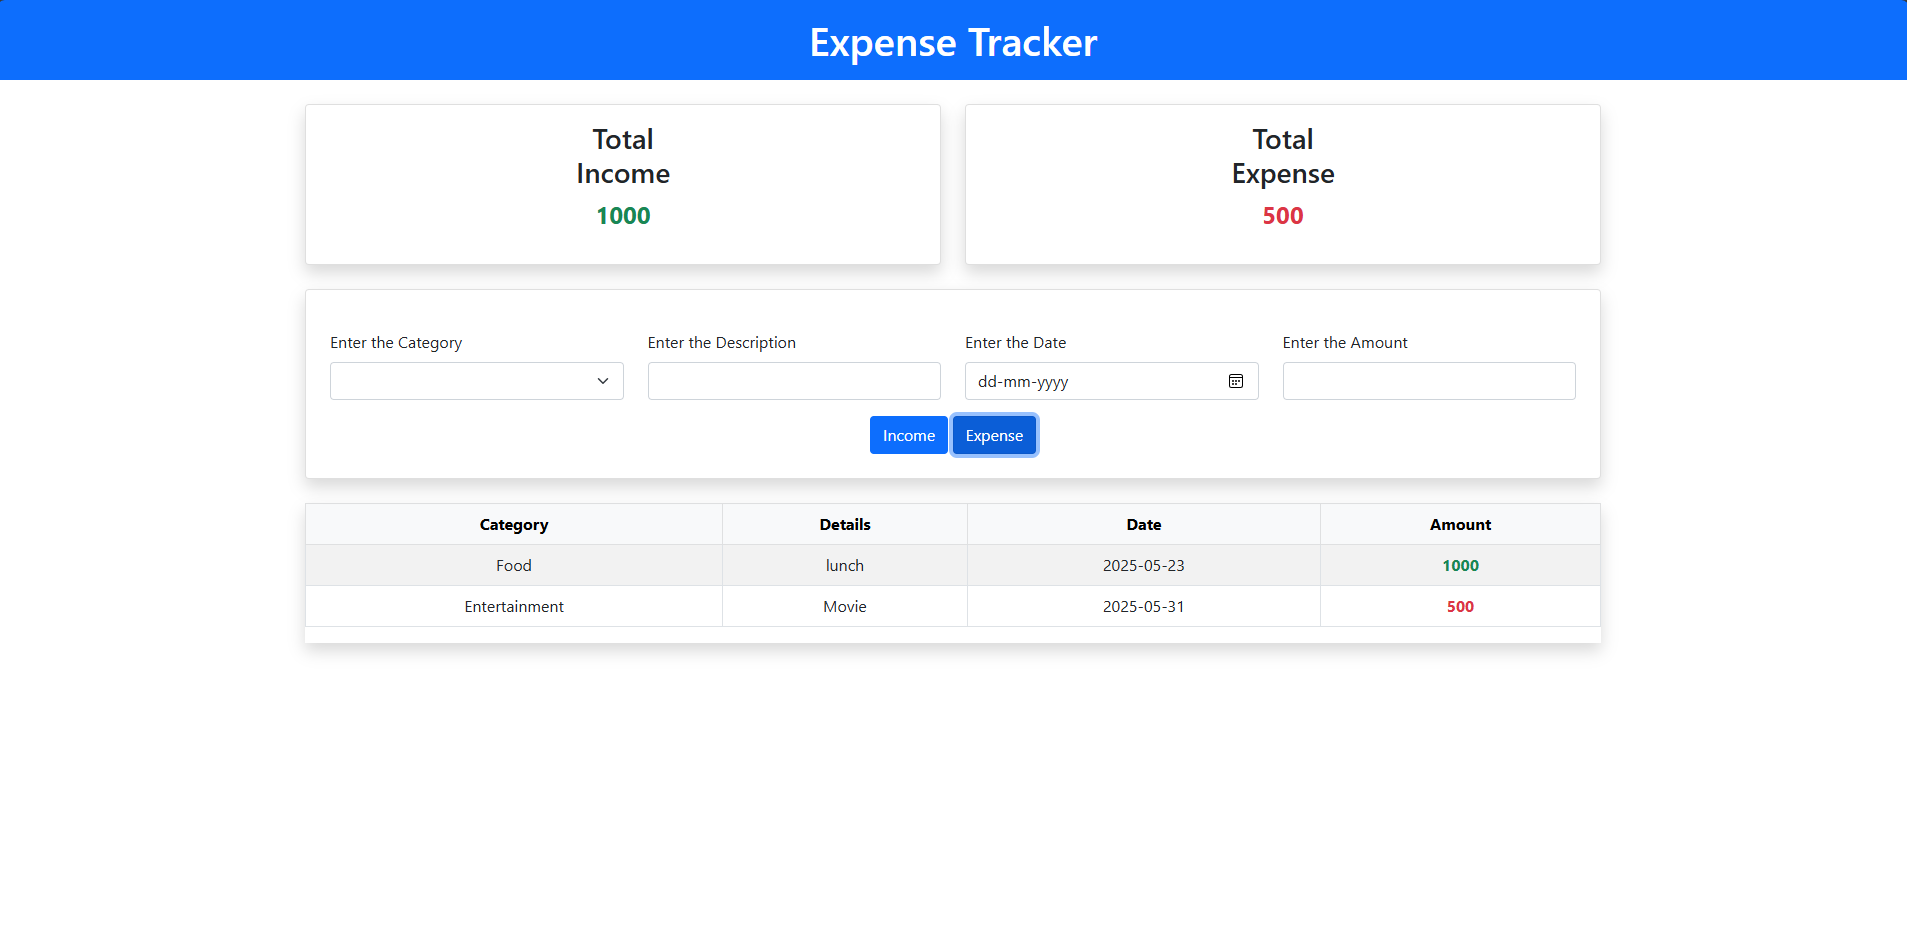 Expense Tracker
Total
Income
1000
Total
Expense
500
Enter the Category
Enter the Description
Enter the Date
Enter the Amount
dd-mm-yyyy
Income Expense
Category Details Date Amount
Food lunch 2025-05-23 1000
Entertainment Movie 2025-05-31 500